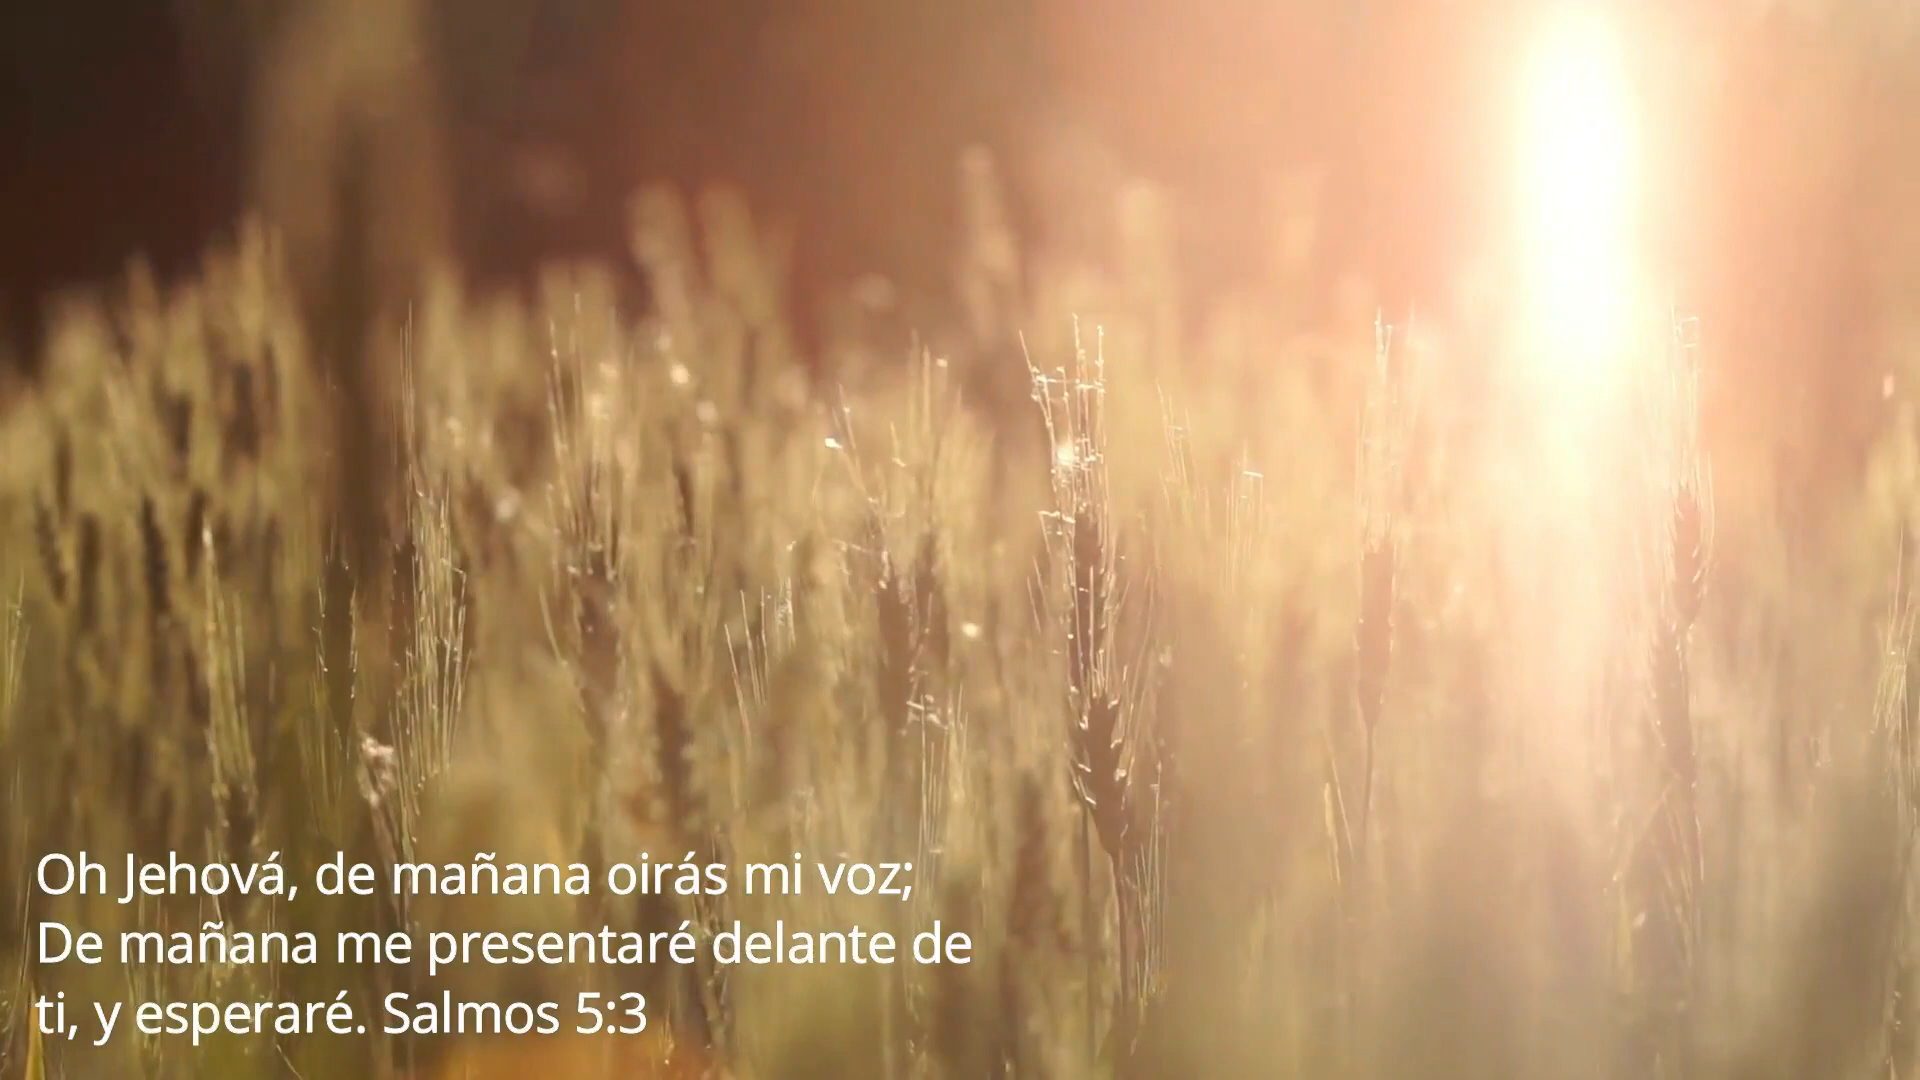 Oh Jehová, de mañana oirás mi voz;
De mañana me presentaré delante de
ti, y esperaré. Salmos 5:3